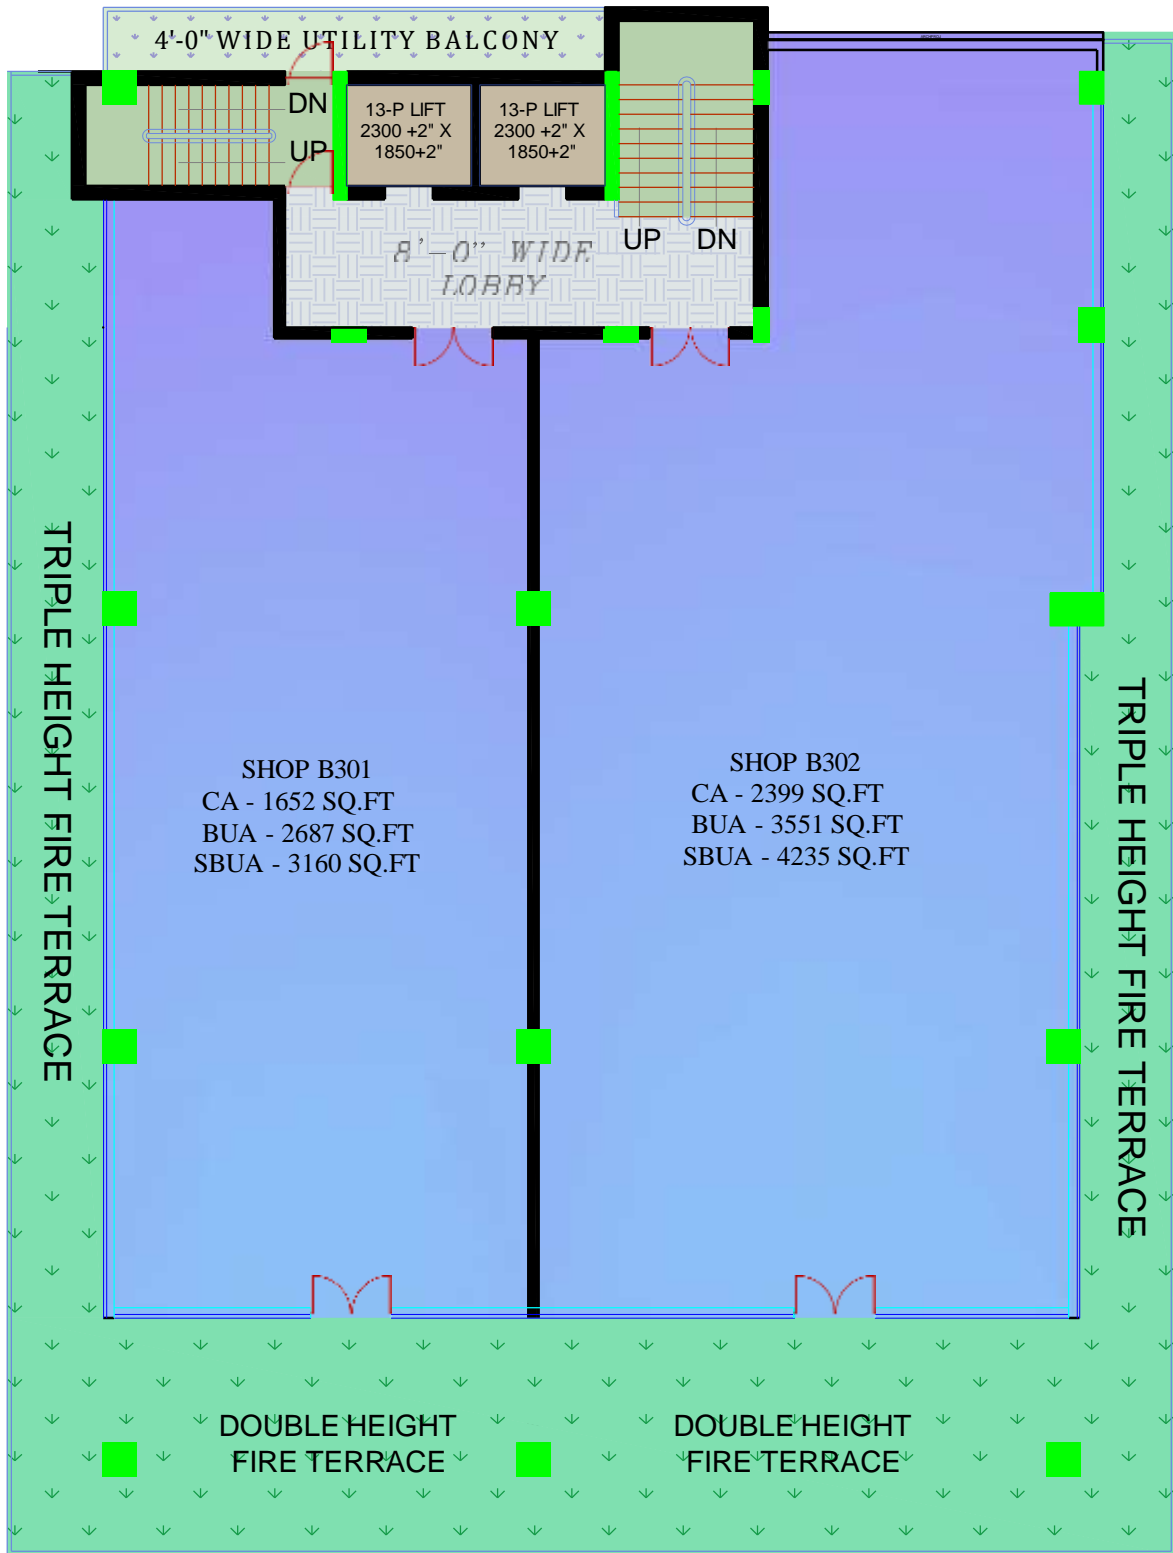 4'-0" WIDE UTILITY BALCONY
DN
UP
13-P LIFT
2300 +2" X
1850+2"
13-P LIFT
2300 +2" X
1850+2"
UP
DN
8'-0" WIDE
LOBBY
TRIPLE HEIGHT FIRE TERRACE
TRIPLE HEIGHT FIRE TERRACE
SHOP B301
CA - 1652 SQ.FT
BUA - 2687 SQ.FT
SBUA - 3160 SQ.FT
SHOP B302
CA - 2399 SQ.FT
BUA - 3551 SQ.FT
SBUA - 4235 SQ.FT
DOUBLE HEIGHT
FIRE TERRACE
DOUBLE HEIGHT
FIRE TERRACE